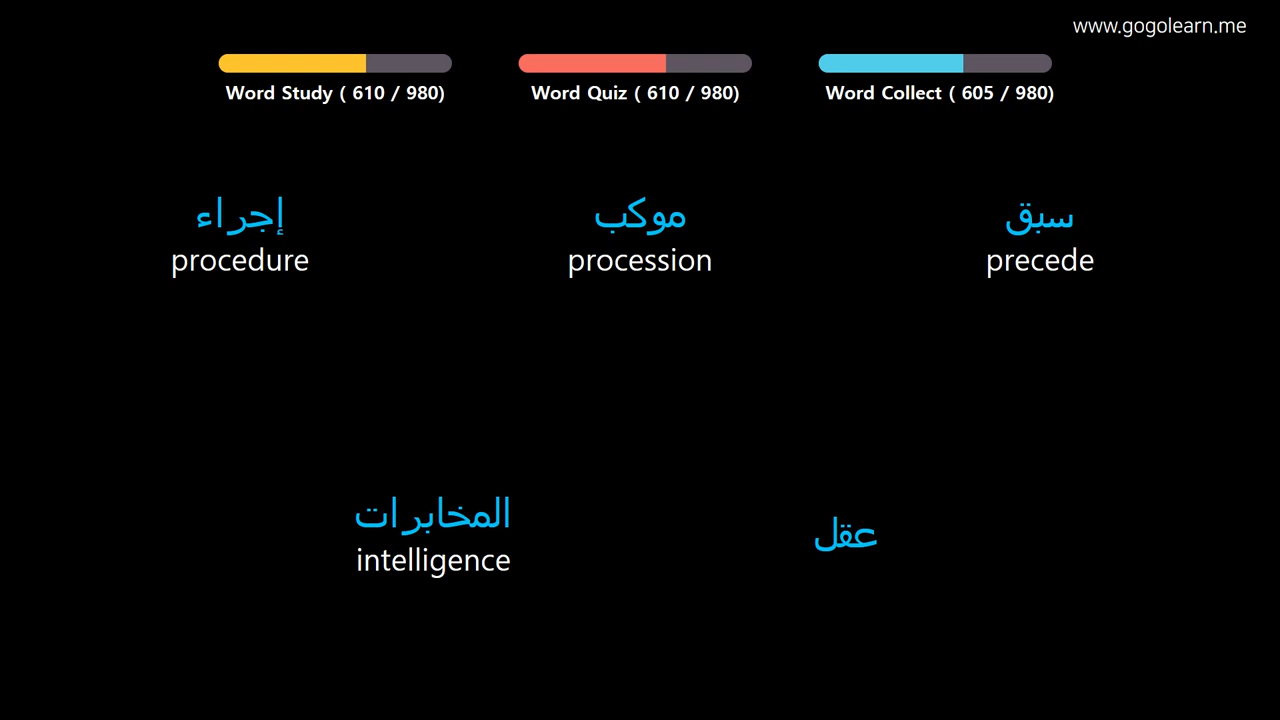 www.gogolearn.me
Word Study ( 610 / 980)
Word Quiz ( 610 / 980)
Word Collect ( 605 / 980)
إجراء
procedure
موكب
procession
سبق
precede
المخابرات
intelligence
عقل